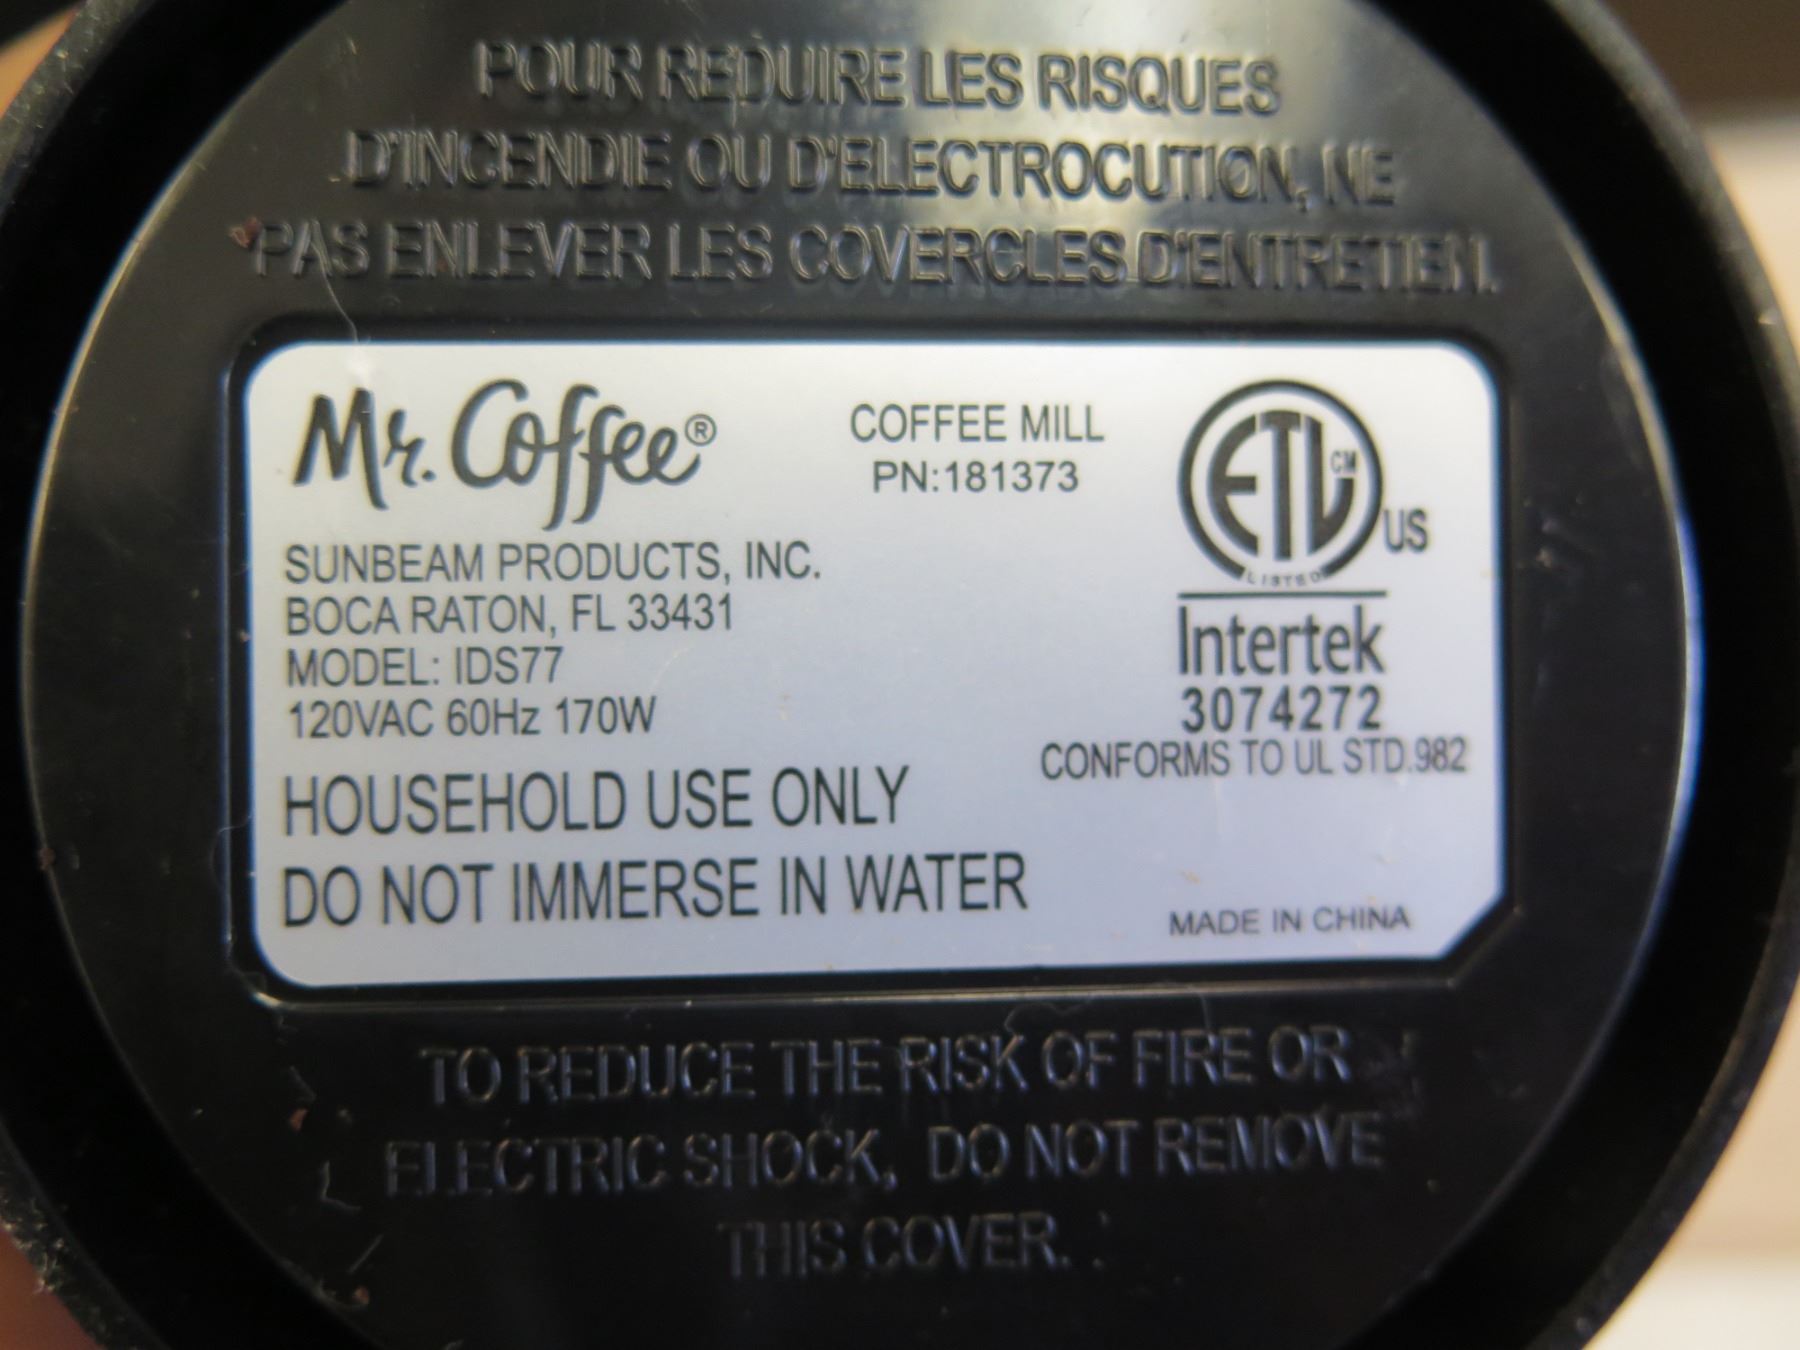 POUR REDUIRE LES RISQUES
D'INCENDIE OU D'ELECTROCUTION, NE
PAS ENLEVER LES COVERCLES D'ENTRETIEN.
Mr. Coffee®
COFFEE MILL
PN:181373
ETL CM
LISTED
US
Intertek
3074272
CONFORMS TO UL STD.982
SUNBEAM PRODUCTS, INC.
BOCA RATON, FL 33431
MODEL: IDS77
120VAC 60Hz 170W
HOUSEHOLD USE ONLY
DO NOT IMMERSE IN WATER
MADE IN CHINA
TO REDUCE THE RISK OF FIRE OR
ELECTRIC SHOCK, DO NOT REMOVE
THIS COVER.